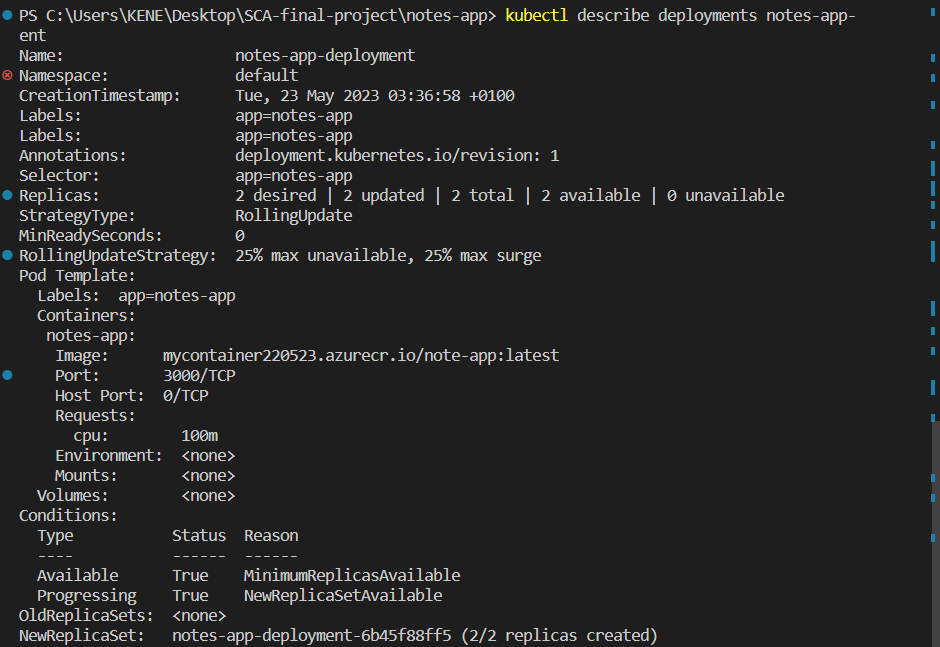 PS C:\Users\KENE\Desktop\SCA-final-project\notes-app> kubectl describe deployments notes-app-
ent
Name:                   notes-app-deployment
Namespace:              default
CreationTimestamp:      Tue, 23 May 2023 03:36:58 +0100
Labels:                 app=notes-app
Labels:                 app=notes-app
Annotations:            deployment.kubernetes.io/revision: 1
Selector:               app=notes-app
Replicas:               2 desired | 2 updated | 2 total | 2 available | 0 unavailable
StrategyType:           RollingUpdate
MinReadySeconds:        0
RollingUpdateStrategy:  25% max unavailable, 25% max surge
Pod Template:
  Labels:  app=notes-app
  Containers:
   notes-app:
    Image:      mycontainer220523.azurecr.io/note-app:latest
    Port:       3000/TCP
    Host Port:  0/TCP
    Requests:
      cpu:        100m
    Environment:  <none>
    Mounts:       <none>
  Volumes:        <none>
Conditions:
  Type           Status  Reason
  ----           ------  ------
  Available      True    MinimumReplicasAvailable
  Progressing    True    NewReplicaSetAvailable
OldReplicaSets:  <none>
NewReplicaSet:   notes-app-deployment-6b45f88ff5 (2/2 replicas created)